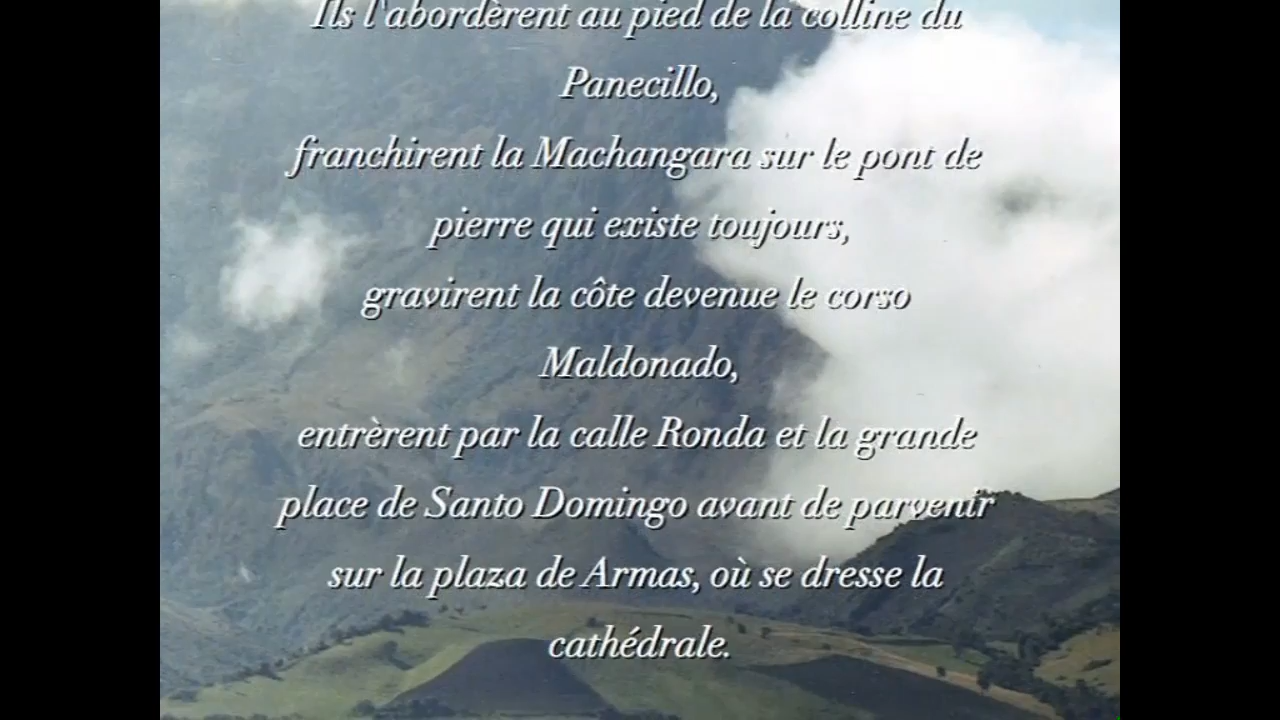 Ils l'abordèrent au pied de la colline du
Panecillo,
franchirent la Machangara sur le pont de
pierre qui existe toujours,
gravirent la côte devenue le corso
Maldonado,
entrèrent par la calle Ronda et la grande
place de Santo Domingo avant de parvenir
sur la plaza de Armas, où se dresse la
cathédrale.